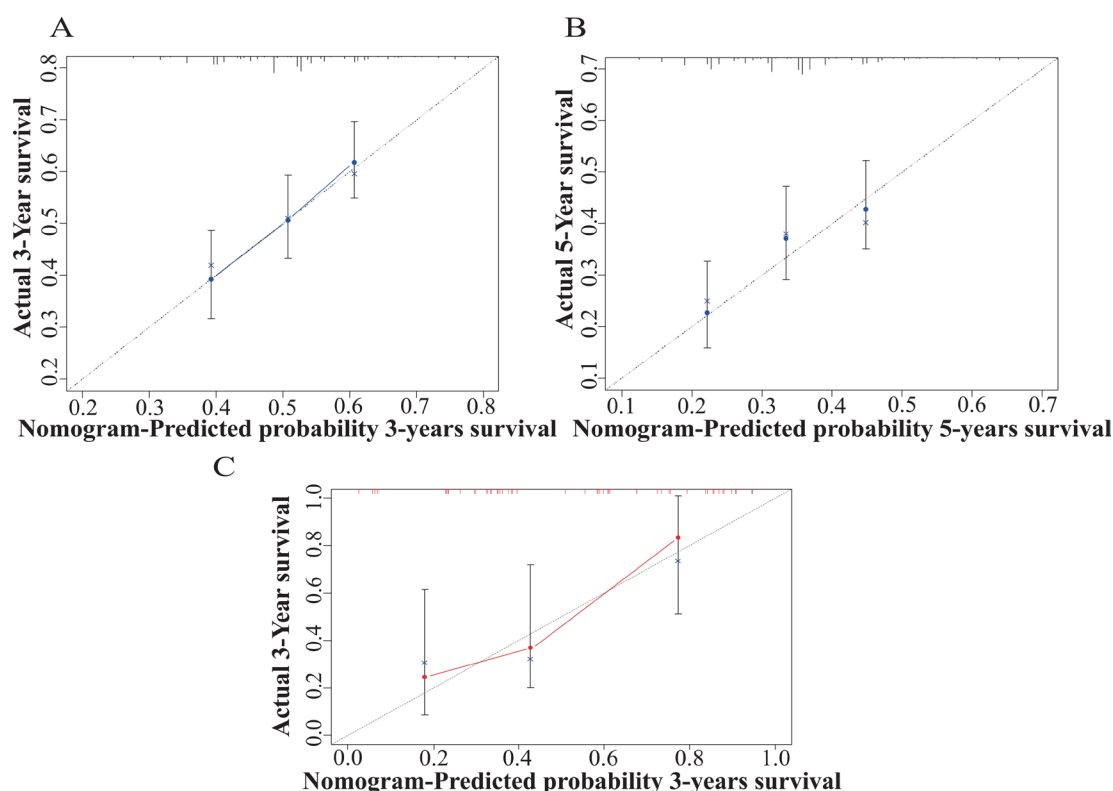 A
0.8
0.7
0.6
0.5
0.4
0.3
0.2
Actual 3-Year survival
0.2 0.3 0.4 0.5 0.6 0.7 0.8
Nomogram-Predicted probability 3-years survival
B
0.7
0.6
0.5
0.4
0.3
0.2
0.1
Actual 5-Year survival
0.1 0.2 0.3 0.4 0.5 0.6 0.7
Nomogram-Predicted probability 5-years survival
C
1.0
0.8
0.6
0.4
0.2
0.0
Actual 3-Year survival
0.0 0.2 0.4 0.6 0.8 1.0
Nomogram-Predicted probability 3-years survival